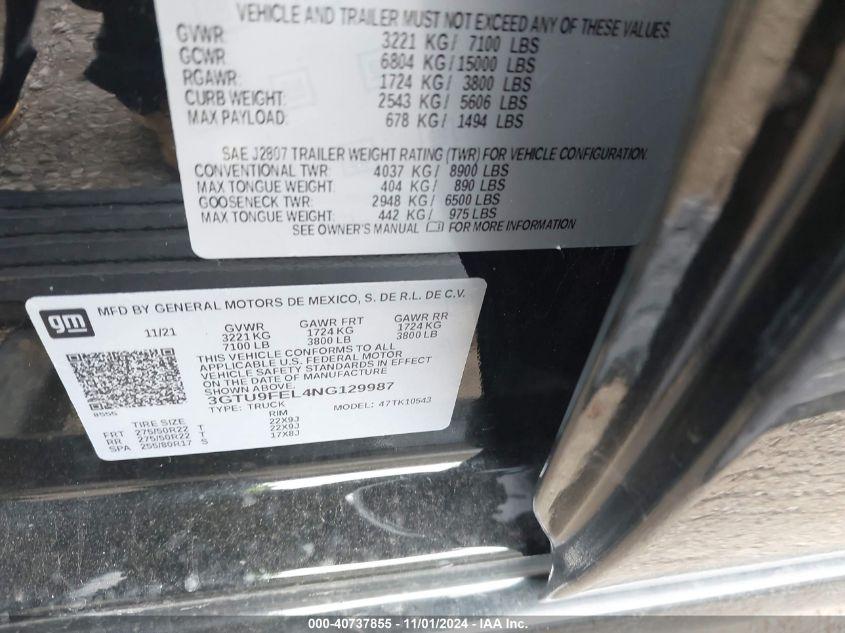 VEHICLE AND TRAILER MUST NOT EXCEED ANY OF THESE VALUES
GVWR: 3221 KG/ 7100 LBS
GCWR: 6804 KG/15000 LBS
RGAWR: 1724 KG/ 3800 LBS
CURB WEIGHT: 2543 KG/ 5606 LBS
MAX PAYLOAD: 678 KG/ 1494 LBS
SAE J2807 TRAILER WEIGHT RATING (TWR) FOR VEHICLE CONFIGURATION
CONVENTIONAL TWR: 4037 KG/ 8900 LBS
MAX TONGUE WEIGHT: 404 KG/ 890 LBS
GOOSENECK TWR: 2948 KG/ 6500 LBS
MAX TONGUE WEIGHT: 442 KG/ 975 LBS
SEE OWNER'S MANUAL FOR MORE INFORMATION
gm MFD BY GENERAL MOTORS DE MEXICO, S. DE R.L. DE C.V.
11/21 GVWR GAWR FRT GAWR RR
3221 KG 1724 KG 1724 KG
7100 LB 3800 LB 3800 LB
THIS VEHICLE CONFORMS TO ALL
APPLICABLE U.S. FEDERAL MOTOR
VEHICLE SAFETY STANDARDS IN EFFECT
ON THE DATE OF MANUFACTURE
SHOWN ABOVE.
3GTU9FEL4NG129987
TYPE: TRUCK MODEL: 47TK10543
8555
TIRE SIZE RIM
FRT 275/50R22 T 22X9J
RR 275/50R22 T 22X9J
SPA 255/80R17 S 17X8J
000-40737855 - 11/01/2024 - IAA Inc.